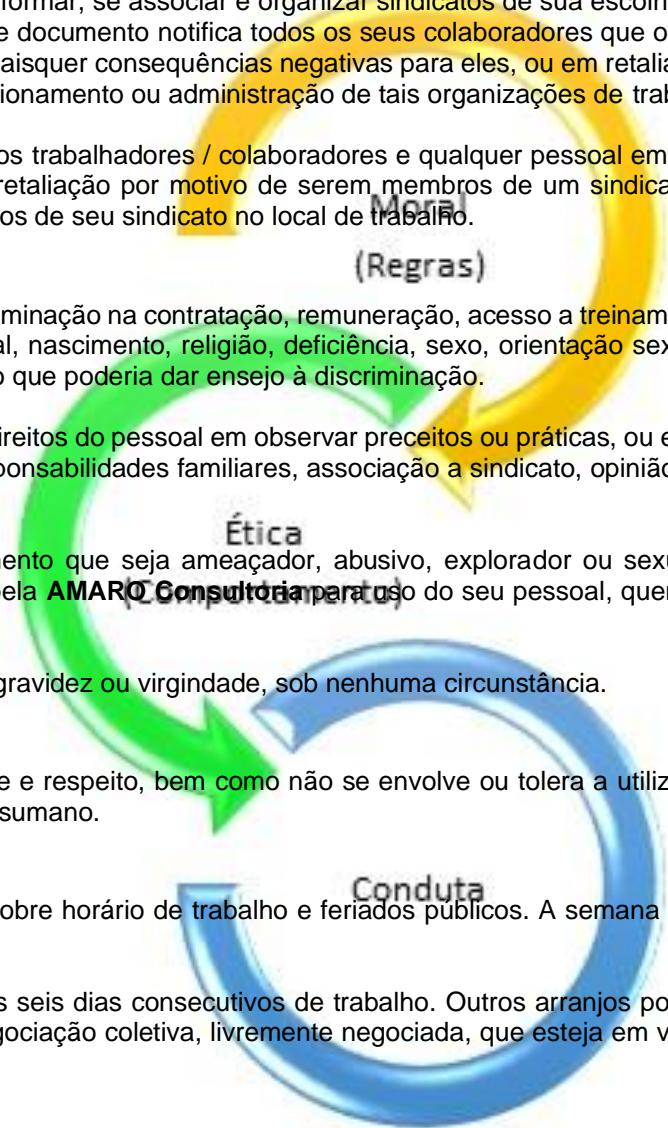 formar, se associar e organizar sindicatos de sua escolh
e documento notifica todos os seus colaboradores que o
aisquer consequências negativas para eles, ou em retalia
ionamento ou administração de tais organizações de trab
os trabalhadores / colaboradores e qualquer pessoal em
retaliação por motivo de serem membros de um sindica
os de seu sindicato no local de trabalho.
Moral
(Regras)
iminação na contratação, remuneração, acesso a treinam
al, nascimento, religião, deficiência, sexo, orientação sex
o que poderia dar ensejo à discriminação.
ireitos do pessoal em observar preceitos ou práticas, ou e
ponsabilidades familiares, associação a sindicato, opinião
Ética
(Comportamento)
nento que seja ameaçador, abusivo, explorador ou sexu
pela AMARO Consultoria para uso do seu pessoal, quer
gravidez ou virgindade, sob nenhuma circunstância.
e e respeito, bem como não se envolve ou tolera a utiliz
sumano.
Conduta
obre horário de trabalho e feriados públicos. A semana
s seis dias consecutivos de trabalho. Outros arranjos po
gociação coletiva, livremente negociada, que esteja em v